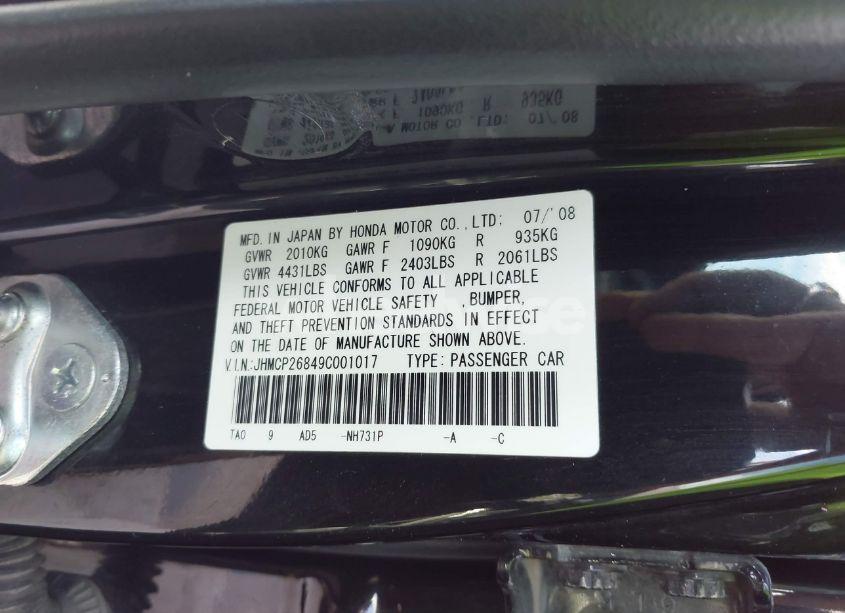 MFD. IN JAPAN BY HONDA MOTOR CO.,LTD: 07/'08
GVWR 2010KG GAWR F 1090KG R 935KG
GVWR 4431LBS GAWR F 2403LBS R 2061LBS
THIS VEHICLE CONFORMS TO ALL APPLICABLE
FEDERAL MOTOR VEHICLE SAFETY ,BUMPER,
AND THEFT PREVENTION STANDARDS IN EFFECT
ON THE DATE OF MANUFACTURE SHOWN ABOVE.
V.I.N.:JHMCP26849C001017 TYPE: PASSENGER CAR
TA0 9 AD5 -NH731P -A -C